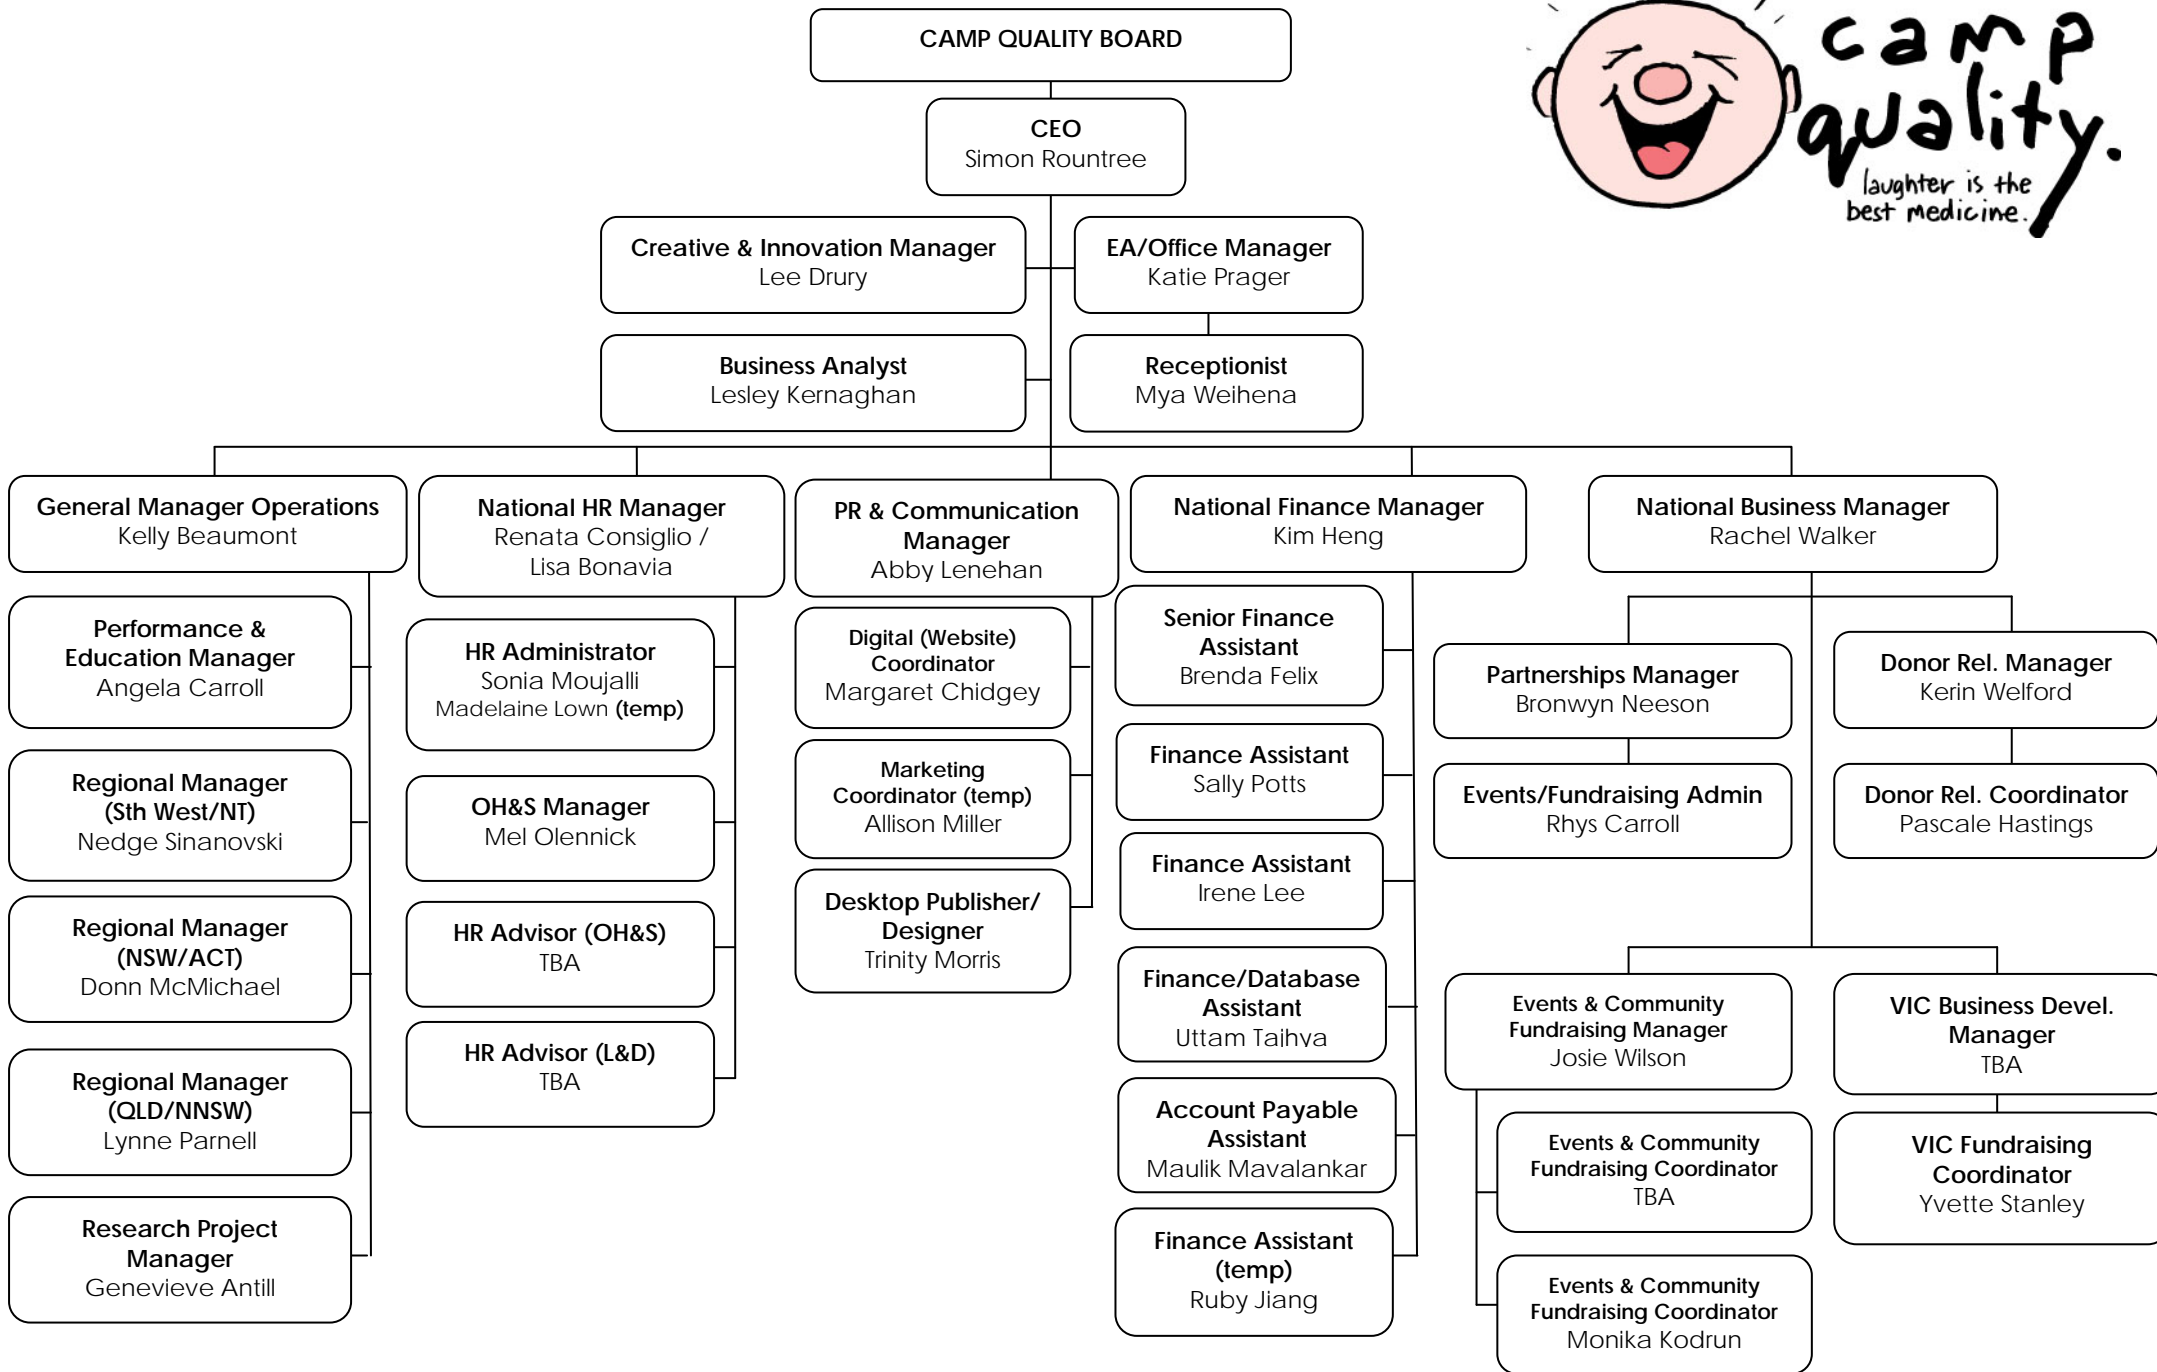 CAMP QUALITY BOARD
camp
quality.
laughter is the
best medicine.
CEO
Simon Rountree
Creative & Innovation Manager
Lee Drury
EA/Office Manager
Katie Prager
Business Analyst
Lesley Kernaghan
Receptionist
Mya Weihena
General Manager Operations
Kelly Beaumont
National HR Manager
Renata Consiglio /
Lisa Bonavia
PR & Communication
Manager
Abby Lenehan
National Finance Manager
Kim Heng
National Business Manager
Rachel Walker
Performance &
Education Manager
Angela Carroll
Regional Manager
(Sth West/NT)
Nedge Sinanovski
Regional Manager
(NSW/ACT)
Donn McMichael
Regional Manager
(QLD/NNSW)
Lynne Parnell
Research Project
Manager
Genevieve Antill
HR Administrator
Sonia Moujalli
Madelaine Lown (temp)
OH&S Manager
Mel Olennick
HR Advisor (OH&S)
TBA
HR Advisor (L&D)
TBA
Digital (Website)
Coordinator
Margaret Chidgey
Marketing
Coordinator (temp)
Allison Miller
Desktop Publisher/
Designer
Trinity Morris
Senior Finance
Assistant
Brenda Felix
Finance Assistant
Sally Potts
Finance Assistant
Irene Lee
Finance/Database
Assistant
Uttam Taihya
Account Payable
Assistant
Maulik Mavalankar
Finance Assistant
(temp)
Ruby Jiang
Partnerships Manager
Bronwyn Neeson
Events/Fundraising Admin
Rhys Carroll
Donor Rel. Manager
Kerin Welford
Donor Rel. Coordinator
Pascale Hastings
Events & Community
Fundraising Manager
Josie Wilson
Events & Community
Fundraising Coordinator
TBA
Events & Community
Fundraising Coordinator
Monika Kodrun
VIC Business Devel.
Manager
TBA
VIC Fundraising
Coordinator
Yvette Stanley